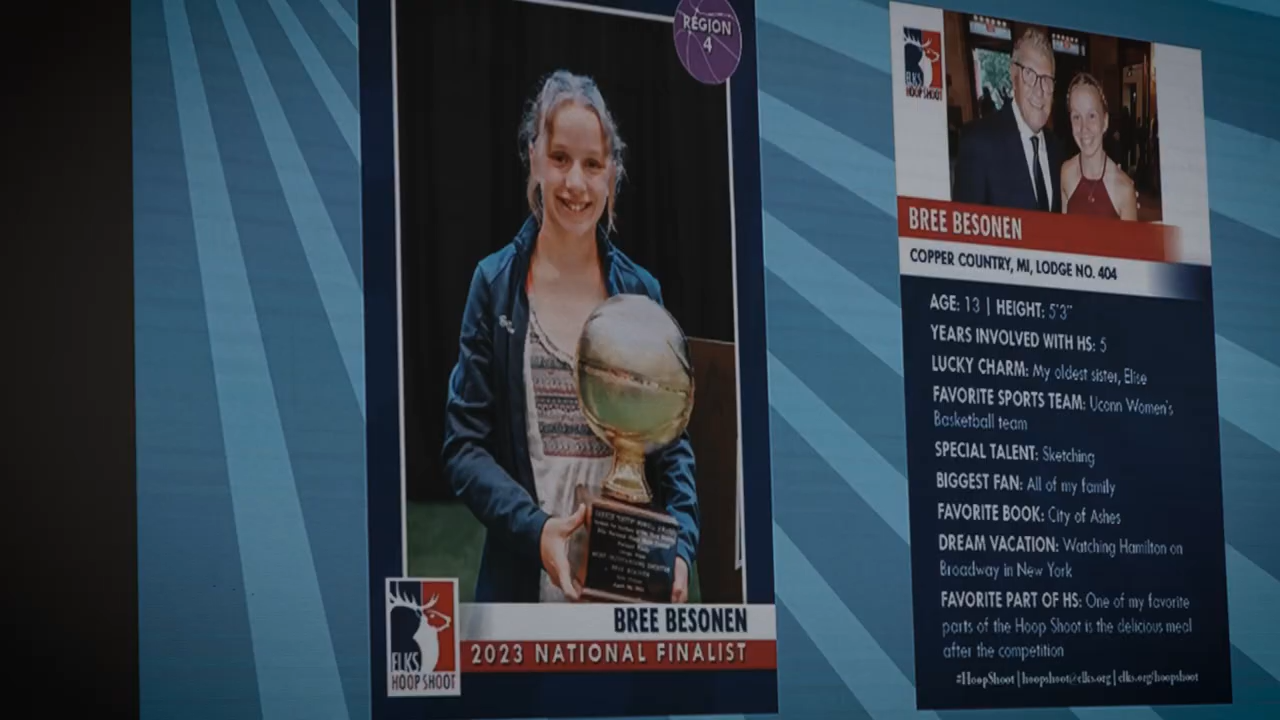 REGION
4
BREE BESONEN
2023 NATIONAL FINALIST
ELKS
HOOP SHOOT
ELKS
HOOP SHOOT
BREE BESONEN
COPPER COUNTRY, MI, LODGE NO. 404
AGE: 13 | HEIGHT: 5'3"
YEARS INVOLVED WITH HS: 5
LUCKY CHARM: My oldest sister, Elise
FAVORITE SPORTS TEAM: Uconn Women's
Basketball team
SPECIAL TALENT: Sketching
BIGGEST FAN: All of my family
FAVORITE BOOK: City of Ashes
DREAM VACATION: Watching Hamilton on
Broadway in New York
FAVORITE PART OF HS: One of my favorite
parts of the Hoop Shoot is the delicious meal
after the competition
#HoopShoot | hoopshoot@elks.org | elks.org/hoopshoot